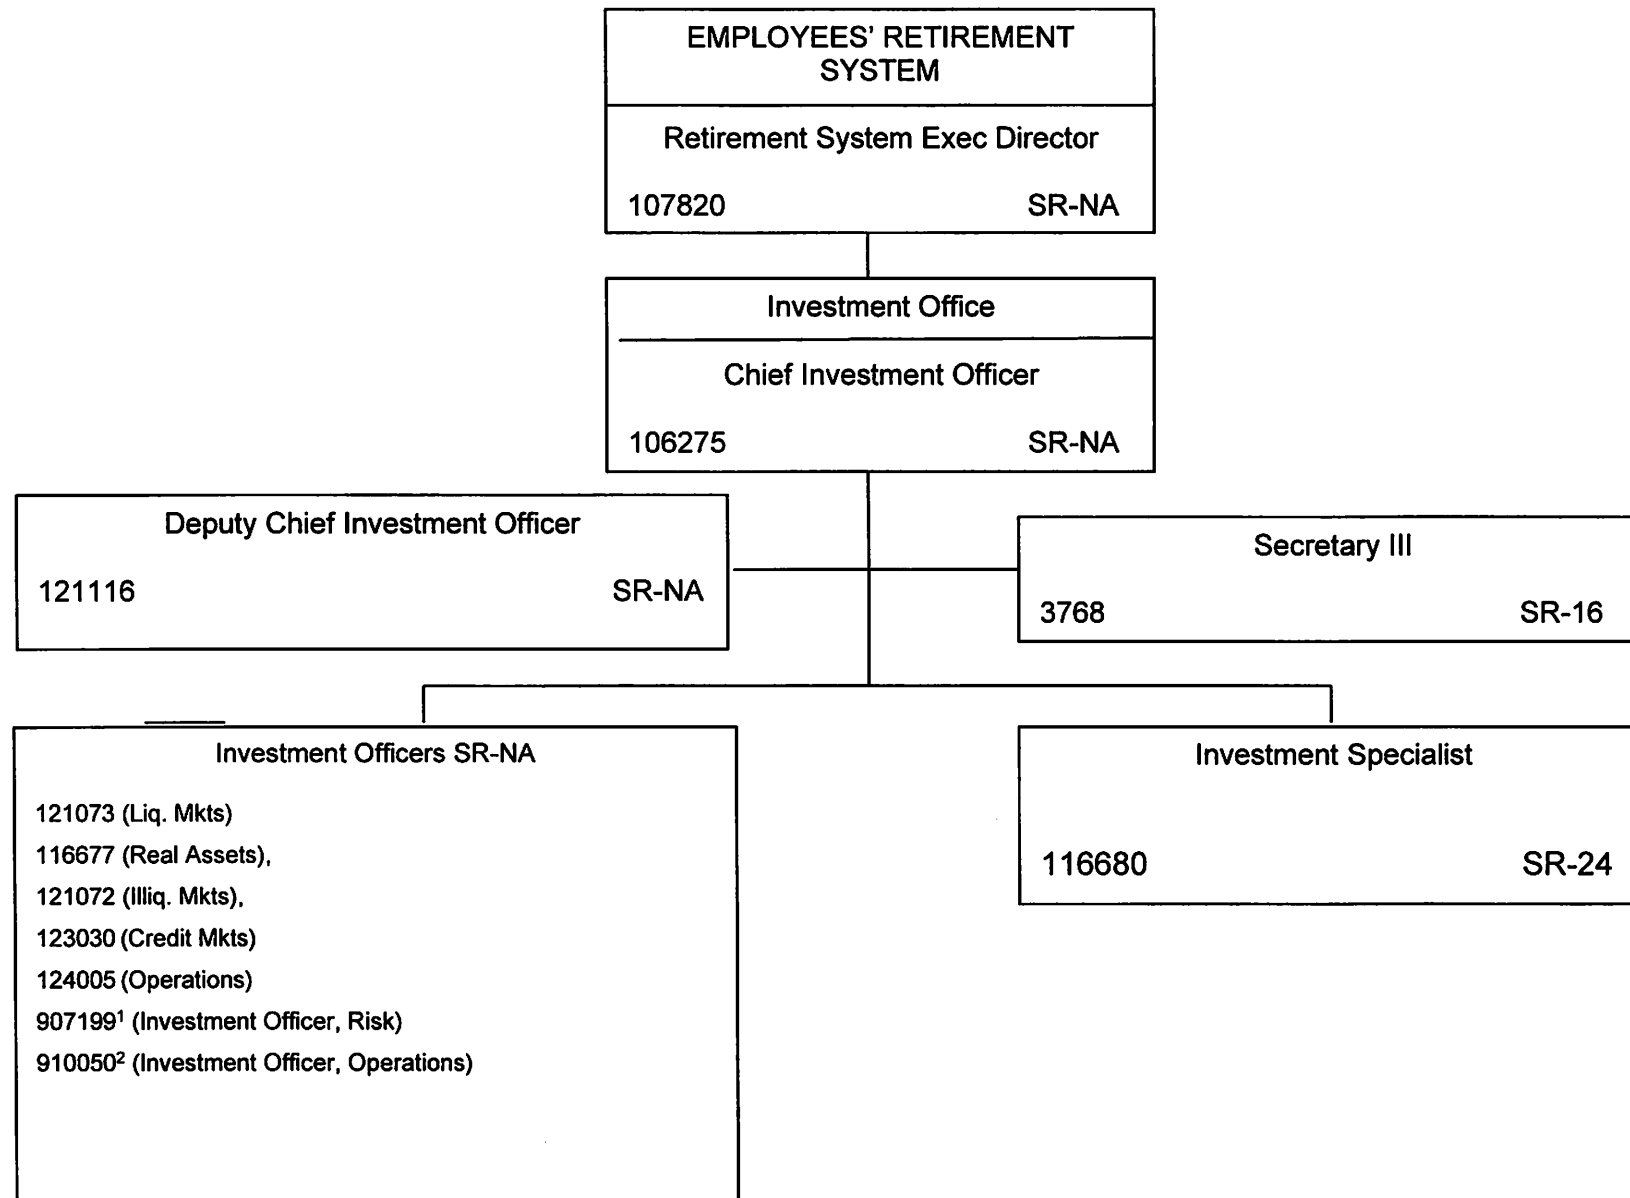 EMPLOYEES' RETIREMENT
SYSTEM
Retirement System Exec Director
107820 SR-NA
Investment Office
Chief Investment Officer
106275 SR-NA
Deputy Chief Investment Officer
121116 SR-NA
Secretary III
3768 SR-16
Investment Officers SR-NA
121073 (Liq. Mkts)
116677 (Real Assets),
121072 (Illiq. Mkts),
123030 (Credit Mkts)
124005 (Operations)
907199¹ (Investment Officer, Risk)
910050² (Investment Officer, Operations)
Investment Specialist
116680 SR-24